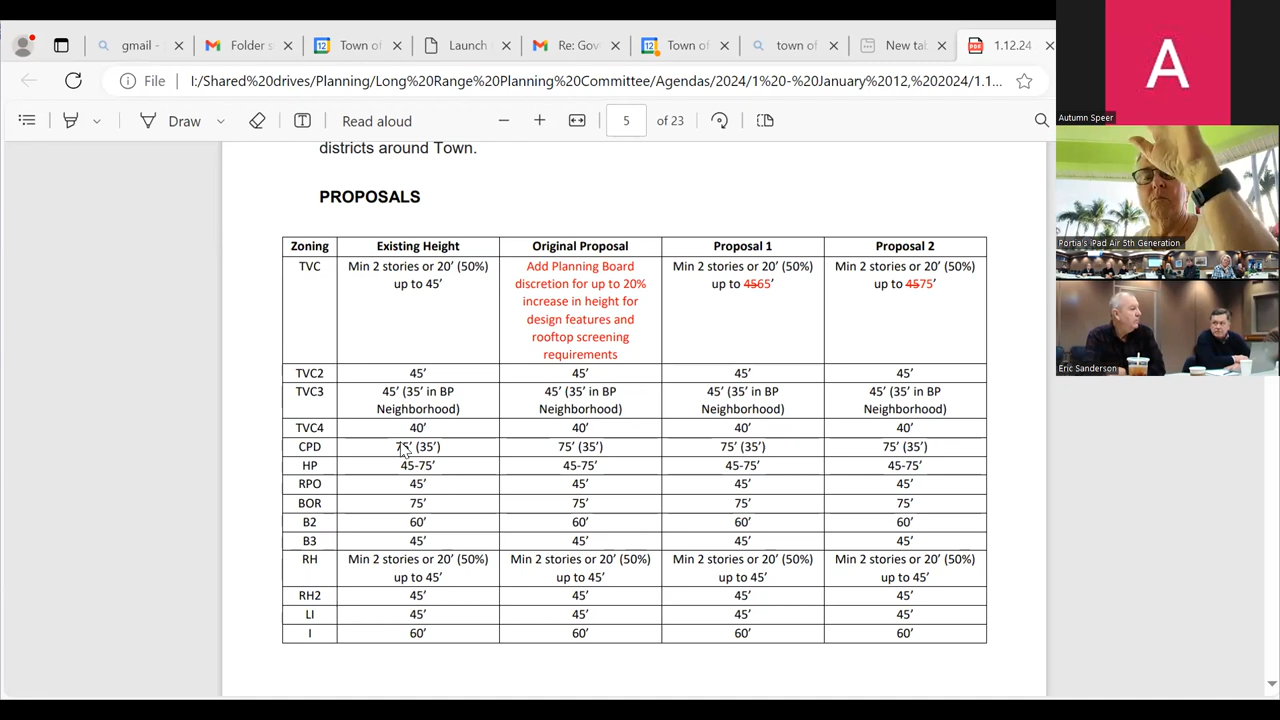 gmail -
Folder s
Town of
Launch
Re: Gov
Town of
town of
New tab
1.12.24
File
I:/Shared%20drives/Planning/Long%20Range%20Planning%20Committee/Agendas/2024/1%20-%20January%2012,%202024/1.1...
Draw
Read aloud
5
of 23
A
Autumn Speer
Portia's iPad Air 5th Generation
Eric Sanderson
districts around Town.
PROPOSALS
Zoning Existing Height Original Proposal Proposal 1 Proposal 2
TVC Min 2 stories or 20' (50%) Add Planning Board Min 2 stories or 20' (50%) Min 2 stories or 20' (50%)
up to 45' discretion for up to 20% up to 4565' up to 4575'
increase in height for
design features and
rooftop screening
requirements
TVC2 45' 45' 45' 45'
TVC3 45' (35' in BP 45' (35' in BP 45' (35' in BP 45' (35' in BP
Neighborhood) Neighborhood) Neighborhood) Neighborhood)
TVC4 40' 40' 40' 40'
CPD 75' (35') 75' (35') 75' (35') 75' (35')
HP 45-75' 45-75' 45-75' 45-75'
RPO 45' 45' 45' 45'
BOR 75' 75' 75' 75'
B2 60' 60' 60' 60'
B3 45' 45' 45' 45'
RH Min 2 stories or 20' (50%) Min 2 stories or 20' (50%) Min 2 stories or 20' (50%) Min 2 stories or 20' (50%)
up to 45' up to 45' up to 45' up to 45'
RH2 45' 45' 45' 45'
LI 45' 45' 45' 45'
I 60' 60' 60' 60'